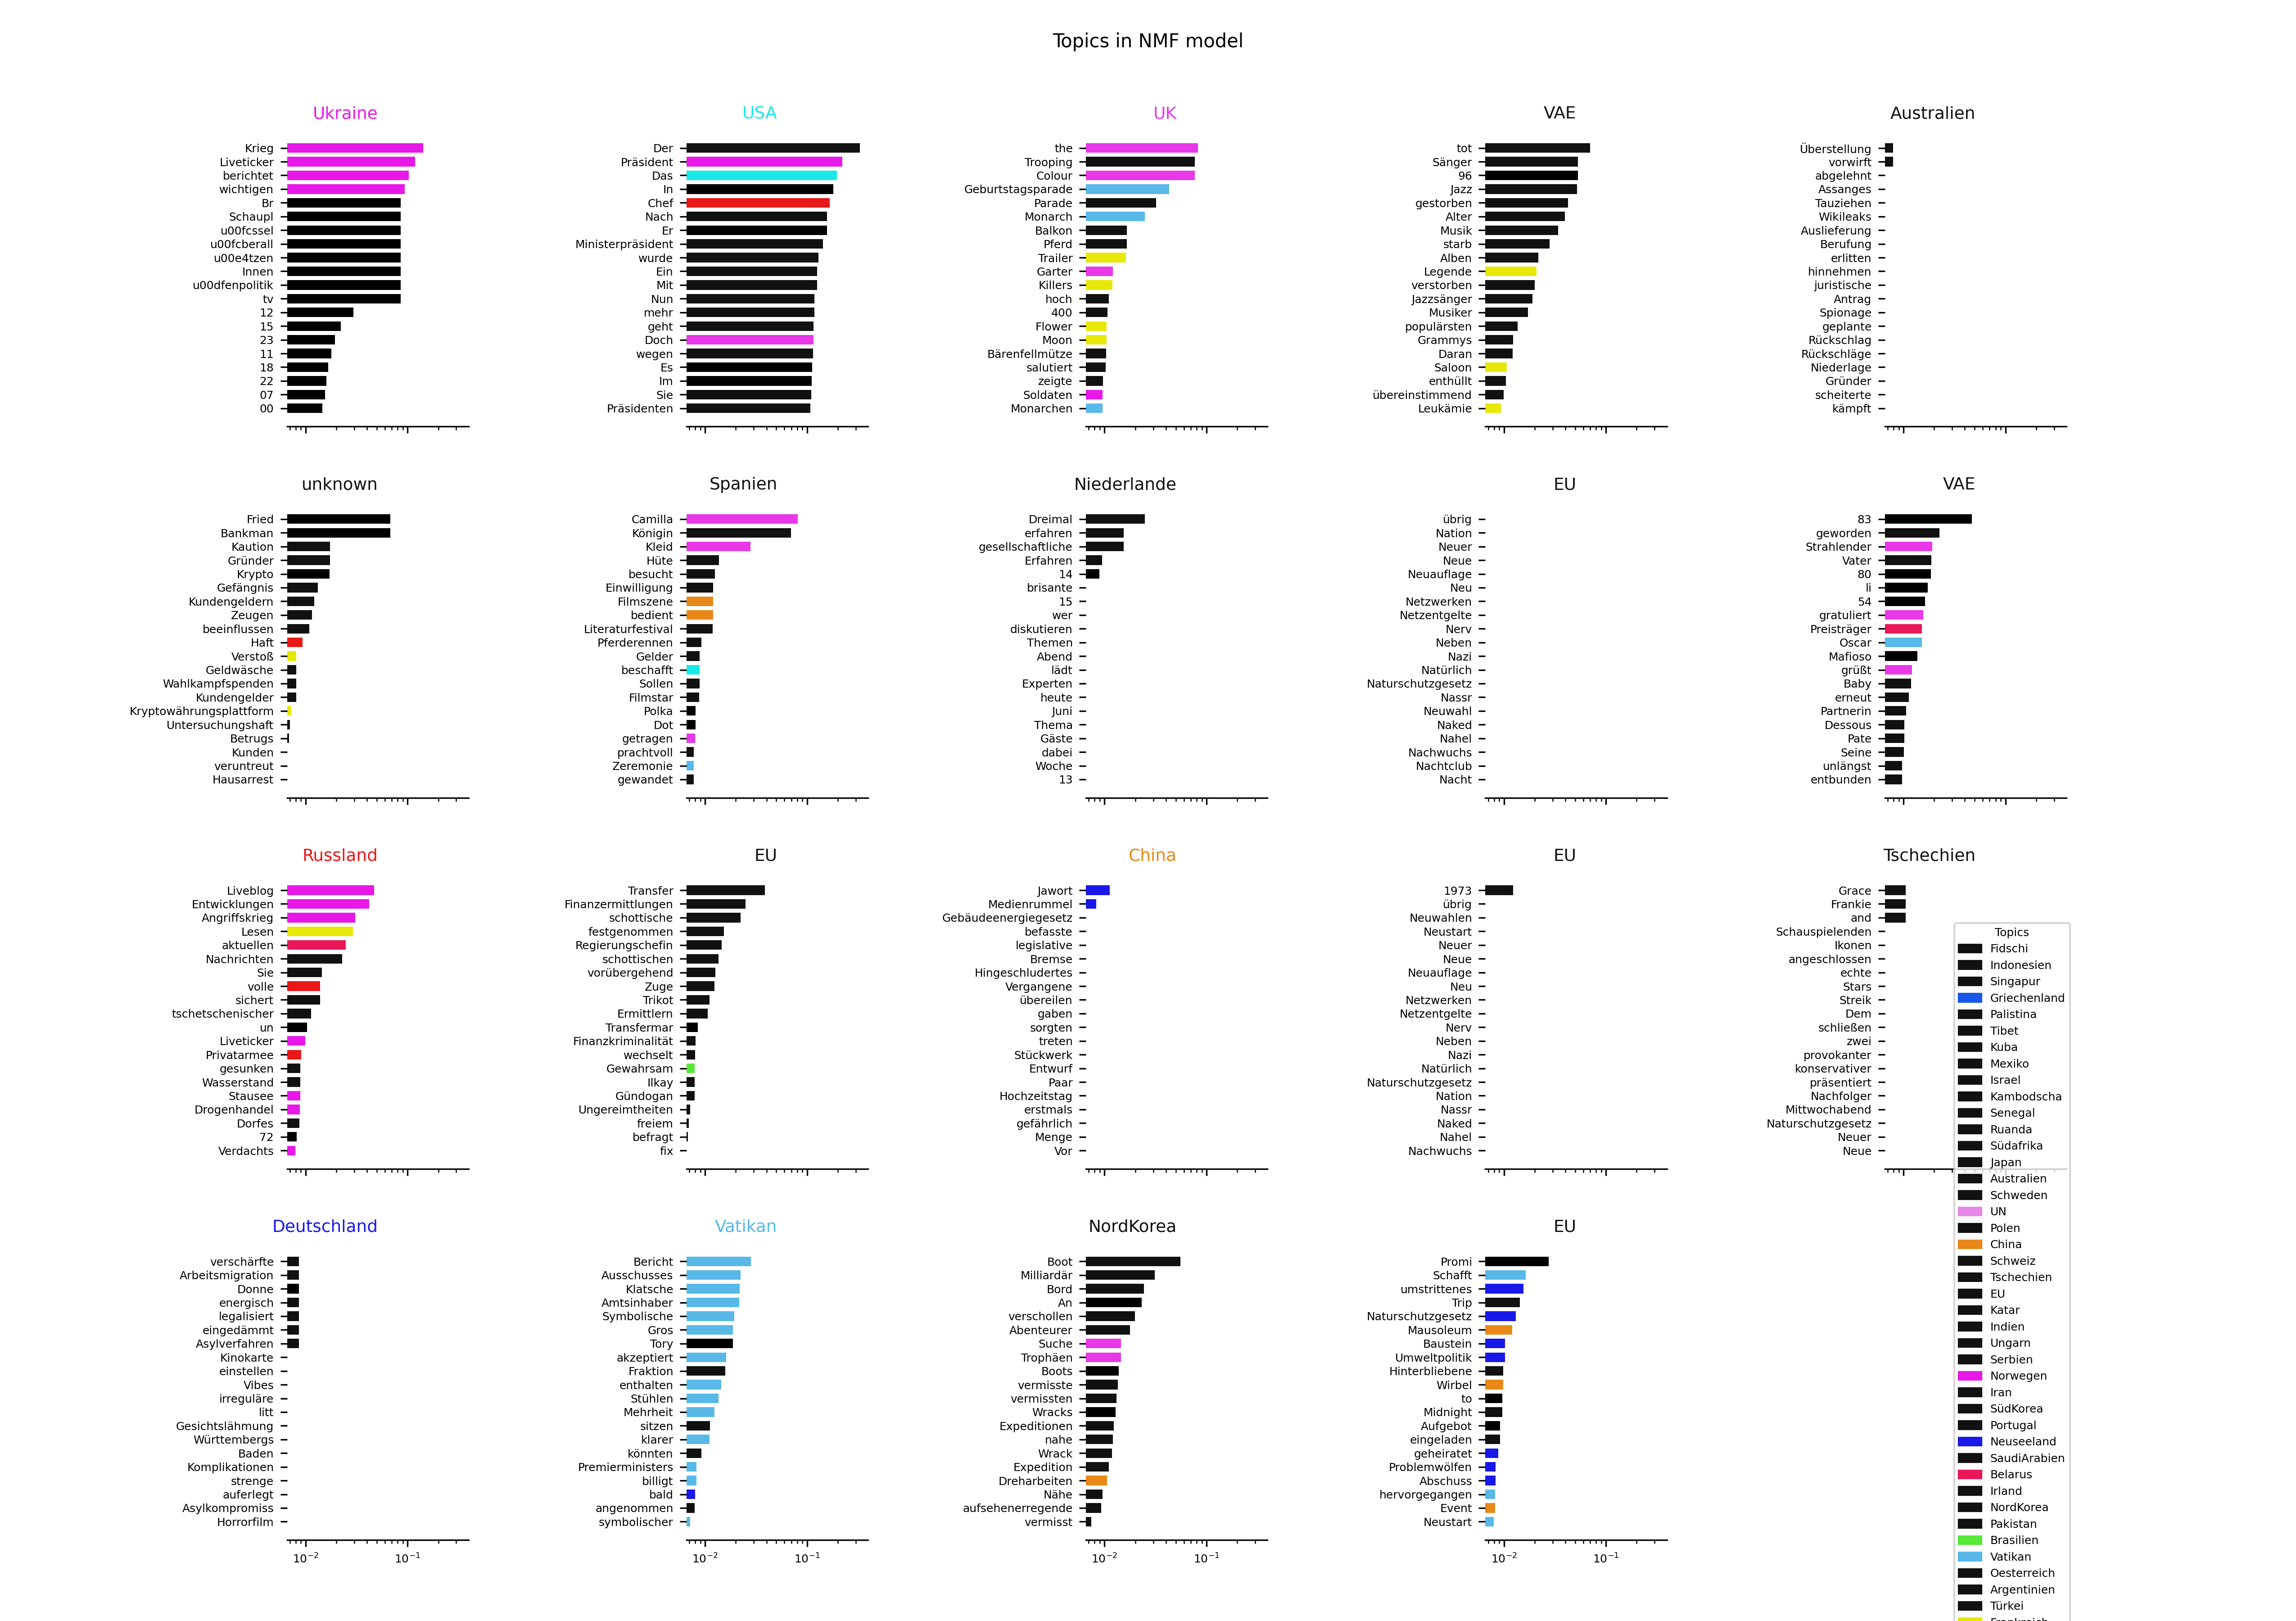 Topics in NMF model
Ukraine
Krieg
Liveticker
berichtet
wichtigen
Br
Schaupl
u00fcssel
u00fcberall
u00e4tzen
Innen
u00dfenpolitik
tv
12
15
23
11
18
22
07
00
USA
Der
Präsident
Das
In
Chef
Nach
Er
Ministerpräsident
wurde
Ein
Mit
Nun
mehr
geht
Doch
wegen
Es
Im
Sie
Präsidenten
UK
the
Trooping
Colour
Geburtstagsparade
Parade
Monarch
Balkon
Pferd
Trailer
Garter
Killers
hoch
400
Flower
Moon
Bärenfellmütze
salutiert
zeigte
Soldaten
Monarchen
VAE
tot
Sänger
96
Jazz
gestorben
Alter
Musik
starb
Alben
Legende
verstorben
Jazzsänger
Musiker
populärsten
Grammys
Daran
Saloon
enthüllt
übereinstimmend
Leukämie
Australien
Überstellung
vorwirft
abgelehnt
Assanges
Tauziehen
Wikileaks
Auslieferung
Berufung
erlitten
hinnehmen
juristische
Antrag
Spionage
geplante
Rückschlag
Rückschläge
Niederlage
Gründer
scheiterte
kämpft
unknown
Fried
Bankman
Kaution
Gründer
Krypto
Gefängnis
Kundengeldern
Zeugen
beeinflussen
Haft
Verstoß
Geldwäsche
Wahlkampfspenden
Kundengelder
Kryptowährungsplattform
Untersuchungshaft
Betrugs
Kunden
veruntreut
Hausarrest
Spanien
Camilla
Königin
Kleid
Hüte
besucht
Einwilligung
Filmszene
bedient
Literaturfestival
Pferderennen
Gelder
beschafft
Sollen
Filmstar
Polka
Dot
getragen
prachtvoll
Zeremonie
gewandet
Niederlande
Dreimal
erfahren
gesellschaftliche
Erfahren
14
brisante
15
wer
diskutieren
Themen
Abend
lädt
Experten
heute
Juni
Thema
Gäste
dabei
Woche
13
EU
übrig
Nation
Neuer
Neue
Neuauflage
Neu
Netzwerken
Netzentgelte
Nerv
Neben
Nazi
Natürlich
Naturschutzgesetz
Nassr
Neuwahl
Naked
Nahel
Nachwuchs
Nachtclub
Nacht
VAE
83
geworden
Strahlender
Vater
80
li
54
gratuliert
Preisträger
Oscar
Mafioso
grüßt
Baby
erneut
Partnerin
Dessous
Pate
Seine
unlängst
entbunden
Russland
Liveblog
Entwicklungen
Angriffskrieg
Lesen
aktuellen
Nachrichten
Sie
volle
sichert
tschetschenischer
un
Liveticker
Privatarmee
gesunken
Wasserstand
Stausee
Drogenhandel
Dorfes
72
Verdachts
EU
Transfer
Finanzermittlungen
schottische
festgenommen
Regierungschefin
schottischen
vorübergehend
Zuge
Trikot
Ermittlern
Transfermar
Finanzkriminalität
wechselt
Gewahrsam
Ilkay
Gündogan
Ungereimtheiten
freiem
befragt
fix
China
Jawort
Medienrummel
Gebäudeenergiegesetz
befasste
legislative
Bremse
Hingeschludertes
Vergangene
übereilen
gaben
sorgten
treten
Stückwerk
Entwurf
Paar
Hochzeitstag
erstmals
gefährlich
Menge
Vor
EU
1973
übrig
Neuwahlen
Neustart
Neuer
Neue
Neuauflage
Neu
Netzwerken
Netzentgelte
Nerv
Neben
Nazi
Natürlich
Naturschutzgesetz
Nation
Nassr
Naked
Nahel
Nachwuchs
Tschechien
Grace
Frankie
and
Schauspielenden
Ikonen
angeschlossen
echte
Stars
Streik
Dem
schließen
zwei
provokanter
konservativer
präsentiert
Nachfolger
Mittwochabend
Naturschutzgesetz
Neuer
Neue
Deutschland
verschärfte
Arbeitsmigration
Donne
energisch
legalisiert
eingedämmt
Asylverfahren
Kinokarte
einstellen
Vibes
irreguläre
litt
Gesichtslähmung
Württembergs
Baden
Komplikationen
strenge
auferlegt
Asylkompromiss
Horrorfilm
10⁻² 10⁻¹
Vatikan
Bericht
Ausschusses
Klatsche
Amtsinhaber
Symbolische
Gros
Tory
akzeptiert
Fraktion
enthalten
Stühlen
Mehrheit
sitzen
klarer
könnten
Premierministers
billigt
bald
angenommen
symbolischer
10⁻² 10⁻¹
NordKorea
Boot
Milliardär
Bord
An
verschollen
Abenteurer
Suche
Trophäen
Boots
vermisste
vermissten
Wracks
Expeditionen
nahe
Wrack
Expedition
Dreharbeiten
Nähe
aufsehenerregende
vermisst
10⁻² 10⁻¹
EU
Promi
Schafft
umstrittenes
Trip
Naturschutzgesetz
Mausoleum
Baustein
Umweltpolitik
Hinterbliebene
Wirbel
to
Midnight
Aufgebot
eingeladen
geheiratet
Problemwölfen
Abschuss
hervorgegangen
Event
Neustart
10⁻² 10⁻¹
Topics
Fidschi
Indonesien
Singapur
Griechenland
Palistina
Tibet
Kuba
Mexiko
Israel
Kambodscha
Senegal
Ruanda
Südafrika
Japan
Australien
Schweden
UN
Polen
China
Schweiz
Tschechien
EU
Katar
Indien
Ungarn
Serbien
Norwegen
Iran
SüdKorea
Portugal
Neuseeland
SaudiArabien
Belarus
Irland
NordKorea
Pakistan
Brasilien
Vatikan
Oesterreich
Argentinien
Türkei